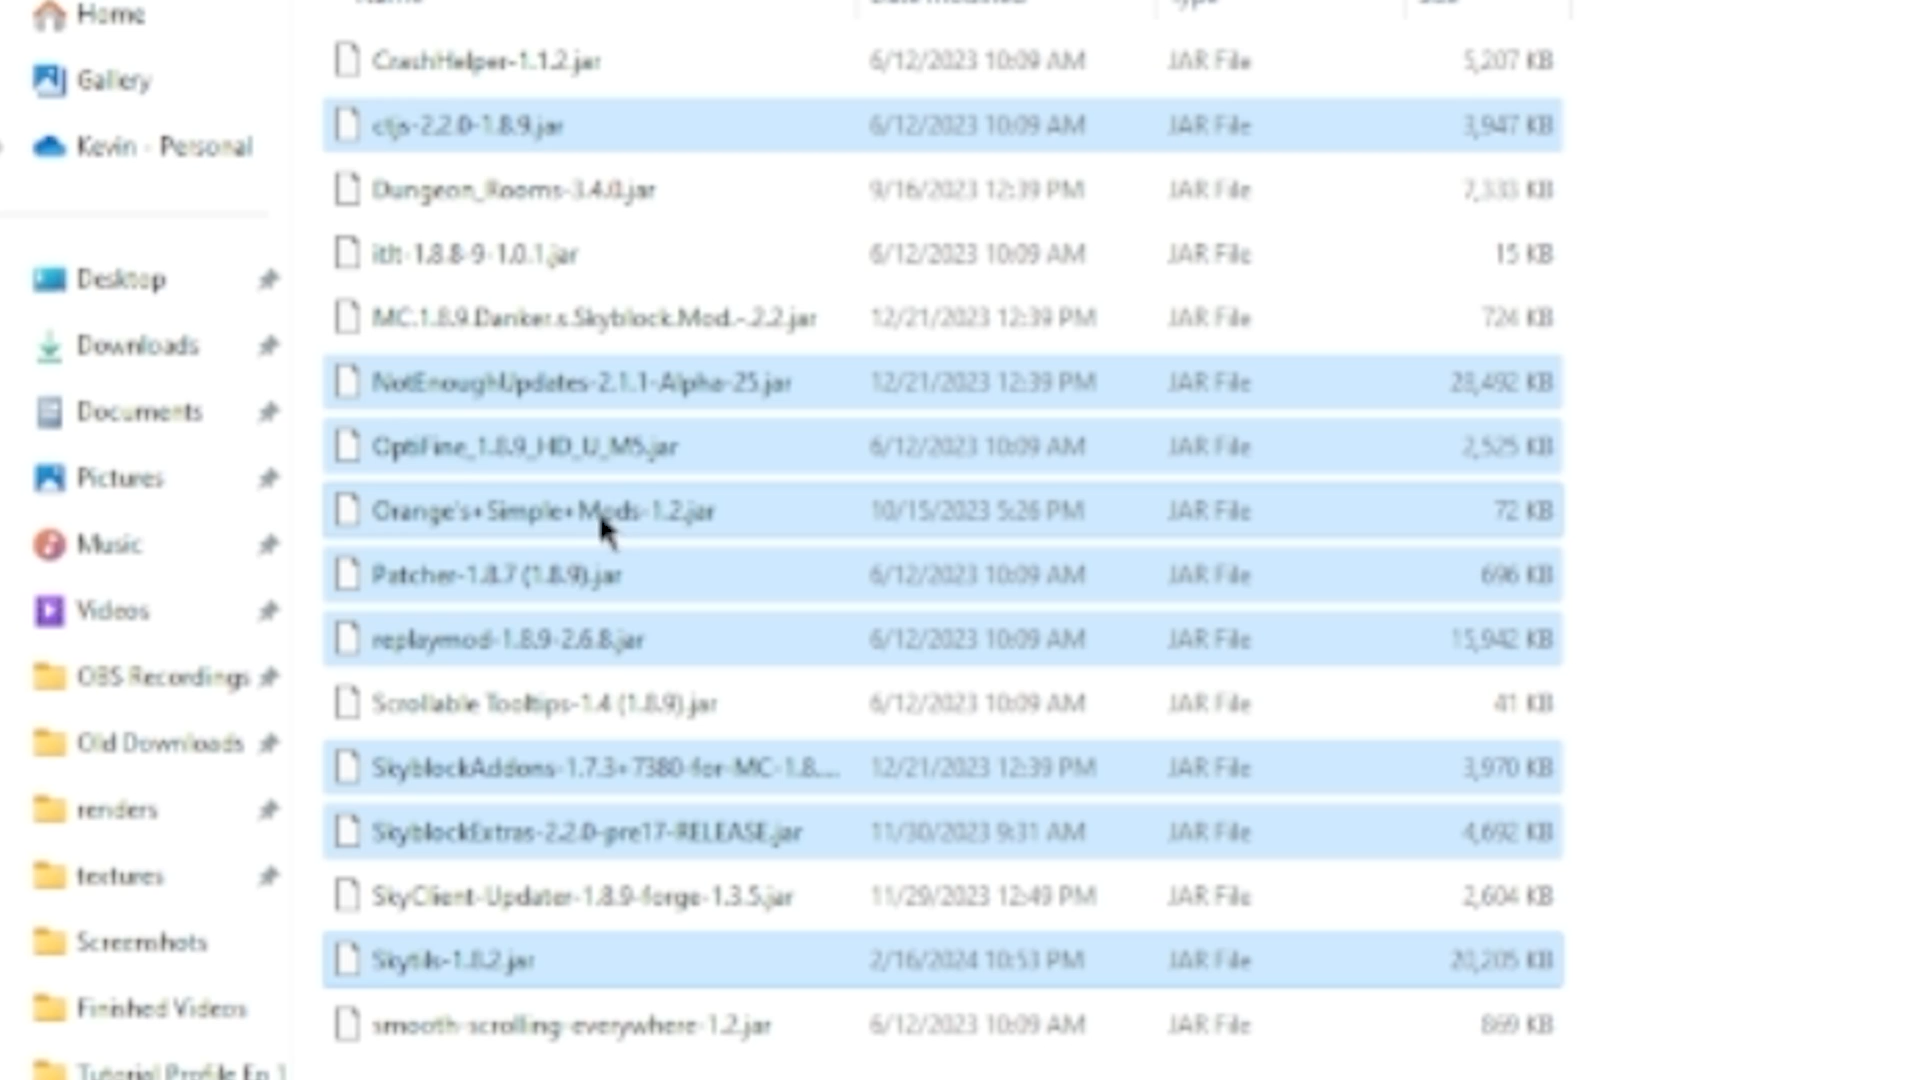 Home
Gallery
Kevin - Personal
Desktop
Downloads
Documents
Pictures
Music
Videos
OBS Recordings
Old Downloads
renders
textures
Screenshots
Finished Videos
Tutorial Profile Ep 1
Name Date modified Type Size
CrashHelper-1.1.2.jar 6/12/2023 10:09 AM JAR File 5,207 KB
ctjs-2.2.0-1.8.9.jar 6/12/2023 10:09 AM JAR File 3,947 KB
Dungeon_Rooms-3.4.0.jar 9/16/2023 12:39 PM JAR File 7,333 KB
itlt-1.8.8-9-1.0.1.jar 6/12/2023 10:09 AM JAR File 15 KB
MC.1.8.9.Danker.s.Skyblock.Mod.-.2.2.jar 12/21/2023 12:39 PM JAR File 724 KB
NotEnoughUpdates-2.1.1-Alpha-25.jar 12/21/2023 12:39 PM JAR File 28,492 KB
OptiFine_1.8.9_HD_U_M5.jar 6/12/2023 10:09 AM JAR File 2,525 KB
Orange's+Simple+Mods-1.2.jar 10/15/2023 5:26 PM JAR File 72 KB
Patcher-1.8.7 (1.8.9).jar 6/12/2023 10:09 AM JAR File 696 KB
replaymod-1.8.9-2.6.8.jar 6/12/2023 10:09 AM JAR File 15,942 KB
Scrollable Tooltips-1.4 (1.8.9).jar 6/12/2023 10:09 AM JAR File 41 KB
SkyblockAddons-1.7.3+7380-for-MC-1.8.... 12/21/2023 12:39 PM JAR File 3,970 KB
SkyblockExtras-2.2.0-pre17-RELEASE.jar 11/30/2023 9:31 AM JAR File 4,692 KB
SkyClient-Updater-1.8.9-forge-1.3.5.jar 11/29/2023 12:49 PM JAR File 2,604 KB
Skytils-1.8.2.jar 2/16/2024 10:53 PM JAR File 20,205 KB
smooth-scrolling-everywhere-1.2.jar 6/12/2023 10:09 AM JAR File 869 KB